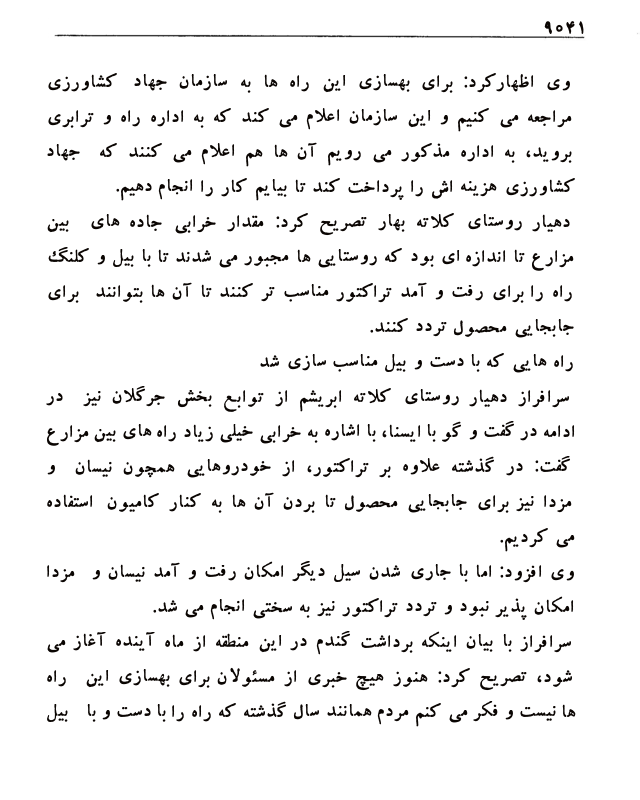 ۹۰۴۱
وی اظهارکرد: برای بهسازی این راه ها به سازمان جهاد کشاورزی
مراجعه می کنیم و این سازمان اعلام می کند که به اداره راه و ترابری
بروید، به اداره مذکور می رویم آن ها هم اعلام می کنند که جهاد
کشاورزی هزینه اش را پرداخت کند تا بیایم کار را انجام دهیم.
دهیار روستای کلاته بهار تصریح کرد: مقدار خرابی جاده های بین
مزارع تا اندازه ای بود که روستایی ها مجبور می شدند تا با بیل و کلنگ
راه را برای رفت و آمد تراکتور مناسب تر کنند تا آن ها بتوانند برای
جابجایی محصول تردد کنند.
راه هایی که با دست و بیل مناسب سازی شد
سرافراز دهیار روستای کلاته ابریشم از توابع بخش جرگلان نیز در
ادامه در گفت و گو با ایسنا، با اشاره به خرابی خیلی زیاد راه های بین مزارع
گفت: در گذشته علاوه بر تراکتور، از خودروهایی همچون نیسان و
مزدا نیز برای جابجایی محصول تا بردن آن ها به کنار کامیون استفاده
می کردیم.
وی افزود: اما با جاری شدن سیل دیگر امکان رفت و آمد نیسان و مزدا
امکان پذیر نبود و تردد تراکتور نیز به سختی انجام می شد.
سرافراز با بیان اینکه برداشت گندم در این منطقه از ماه آینده آغاز می
شود، تصریح کرد: هنوز هیچ خبری از مسئولان برای بهسازی این راه
ها نیست و فکر می کنم مردم همانند سال گذشته که راه را با دست و با بیل